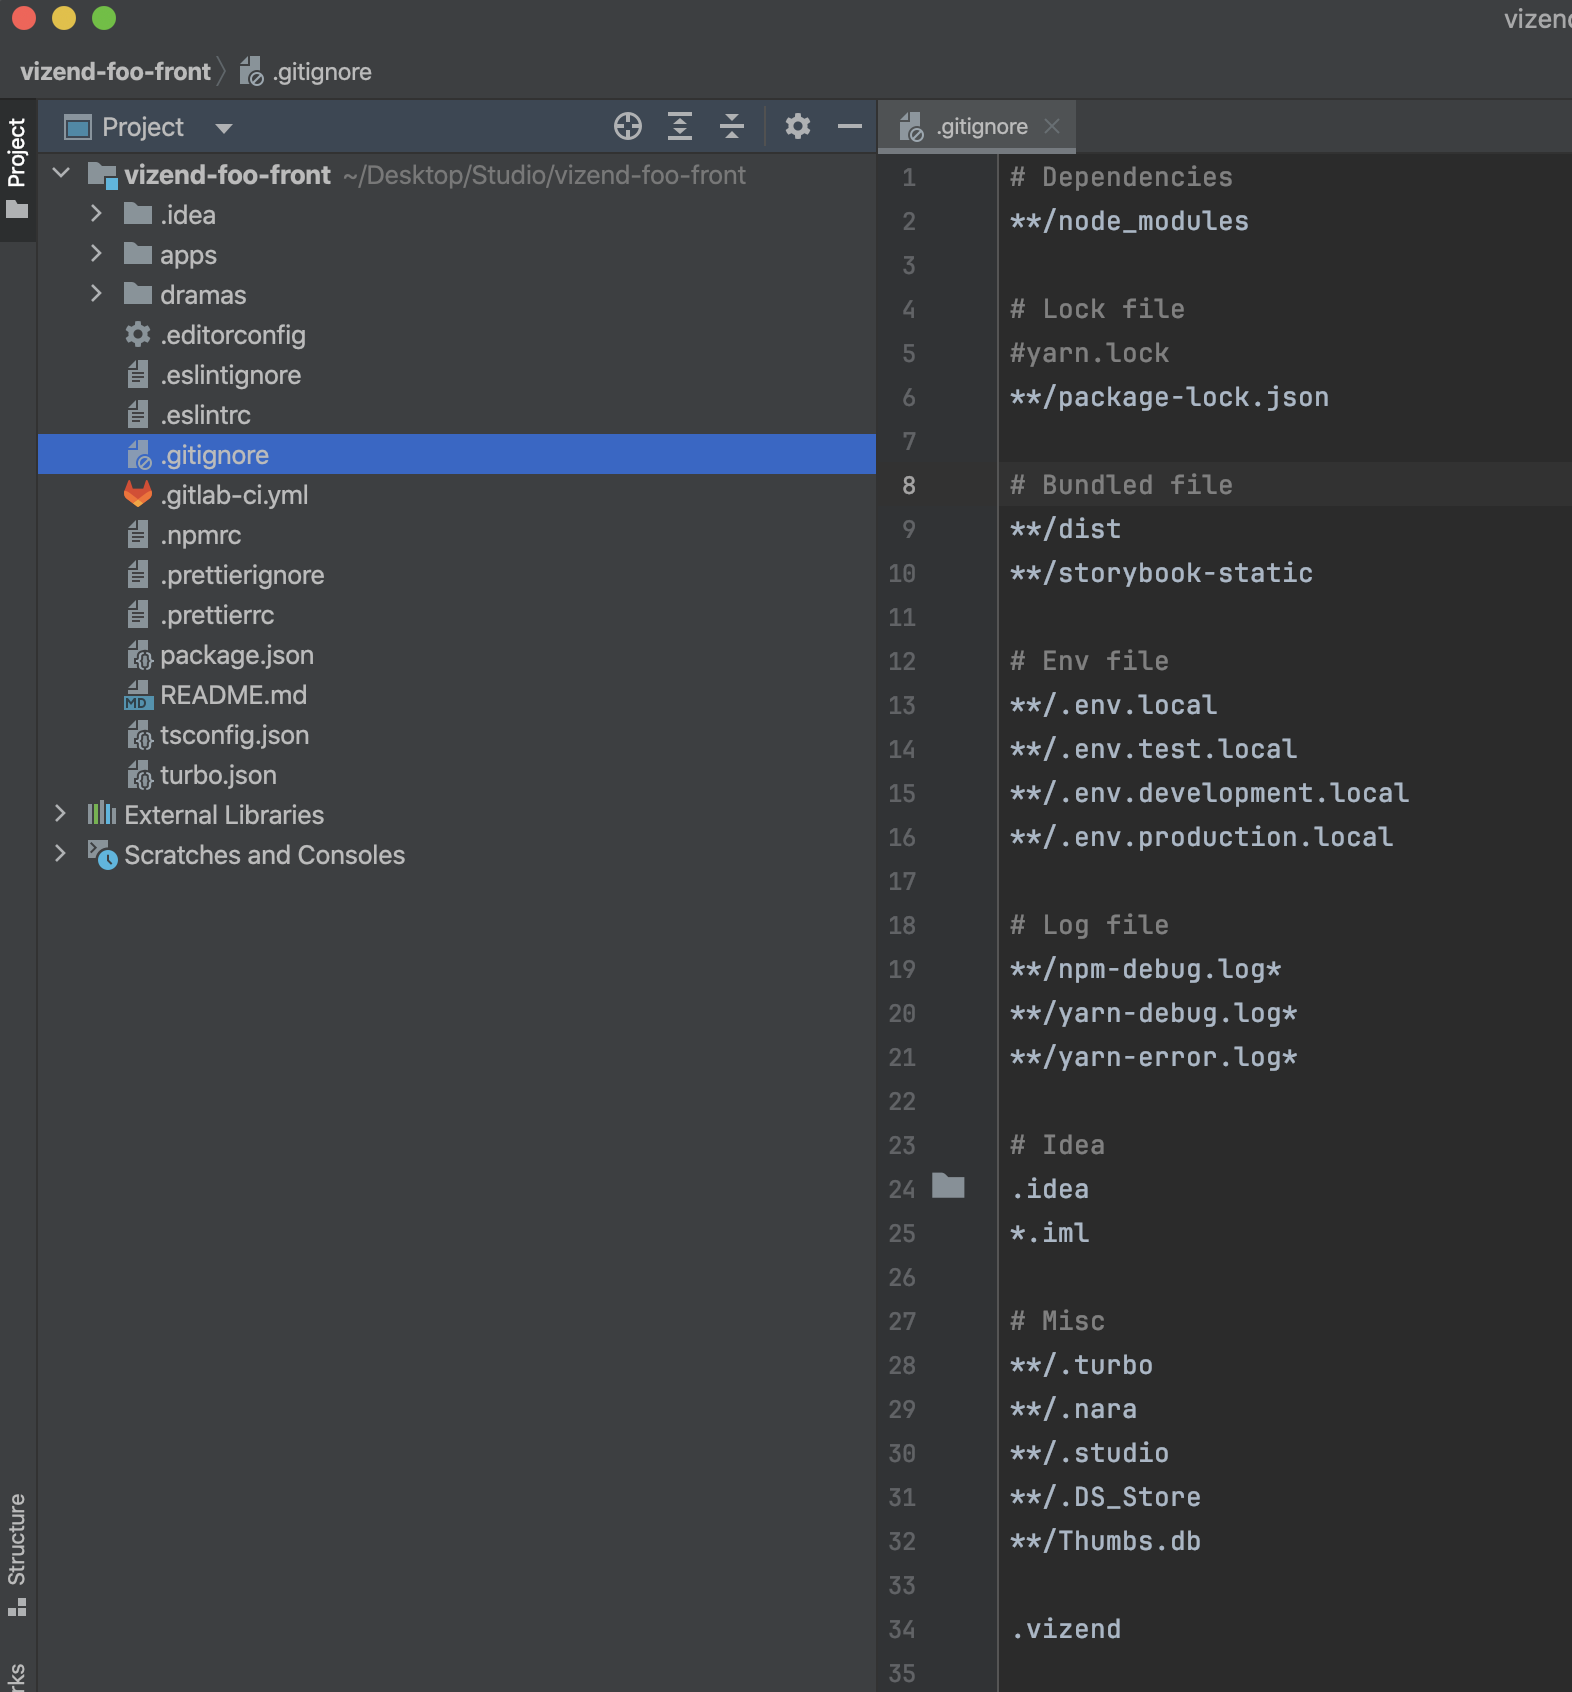 vizend
vizend-foo-front
.gitignore
Project
Project
.gitignore
vizend-foo-front ~/Desktop/Studio/vizend-foo-front
.idea
apps
dramas
.editorconfig
.eslintignore
.eslintrc
.gitignore
.gitlab-ci.yml
.npmrc
.prettierignore
.prettierrc
package.json
MD README.md
tsconfig.json
turbo.json
External Libraries
Scratches and Consoles
Structure
rks
1 # Dependencies
2 **/node_modules
3
4 # Lock file
5 #yarn.lock
6 **/package-lock.json
7
8 # Bundled file
9 **/dist
10 **/storybook-static
11
12 # Env file
13 **/.env.local
14 **/.env.test.local
15 **/.env.development.local
16 **/.env.production.local
17
18 # Log file
19 **/npm-debug.log*
20 **/yarn-debug.log*
21 **/yarn-error.log*
22
23 # Idea
24 .idea
25 *.iml
26
27 # Misc
28 **/.turbo
29 **/.nara
30 **/.studio
31 **/.DS_Store
32 **/Thumbs.db
33
34 .vizend
35